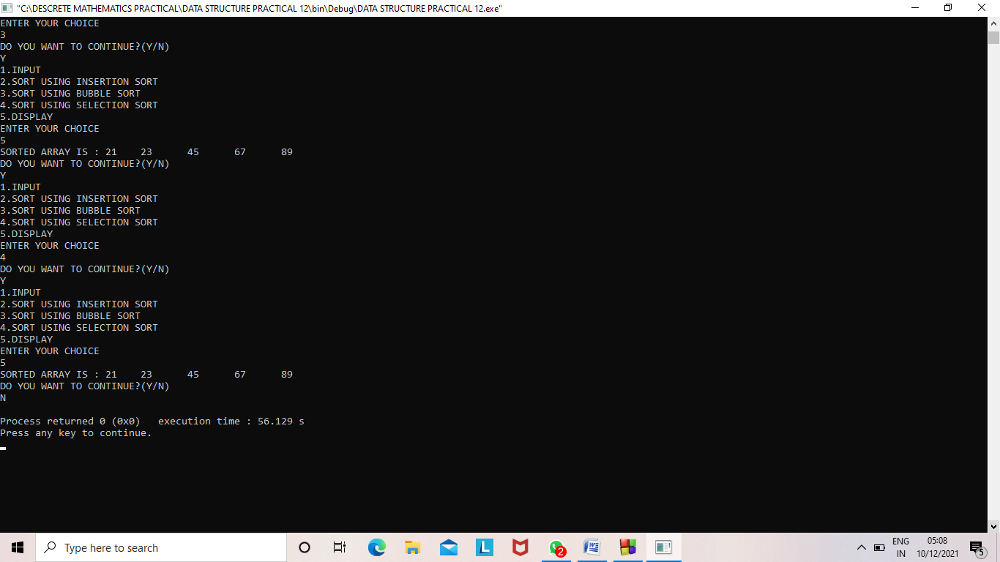 "C:\DESCRETE MATHEMATICS PRACTICAL\DATA STRUCTURE PRACTICAL 12\bin\Debug\DATA STRUCTURE PRACTICAL 12.exe"
ENTER YOUR CHOICE
3
DO YOU WANT TO CONTINUE?(Y/N)
Y
1.INPUT
2.SORT USING INSERTION SORT
3.SORT USING BUBBLE SORT
4.SORT USING SELECTION SORT
5.DISPLAY
ENTER YOUR CHOICE
5
SORTED ARRAY IS : 21    23      45      67      89
DO YOU WANT TO CONTINUE?(Y/N)
Y
1.INPUT
2.SORT USING INSERTION SORT
3.SORT USING BUBBLE SORT
4.SORT USING SELECTION SORT
5.DISPLAY
ENTER YOUR CHOICE
4
DO YOU WANT TO CONTINUE?(Y/N)
Y
1.INPUT
2.SORT USING INSERTION SORT
3.SORT USING BUBBLE SORT
4.SORT USING SELECTION SORT
5.DISPLAY
ENTER YOUR CHOICE
5
SORTED ARRAY IS : 21    23      45      67      89
DO YOU WANT TO CONTINUE?(Y/N)
N
Process returned 0 (0x0)   execution time : 56.129 s
Press any key to continue.
Type here to search
L
2
W
ENG
IN
05:08
10/12/2021
5